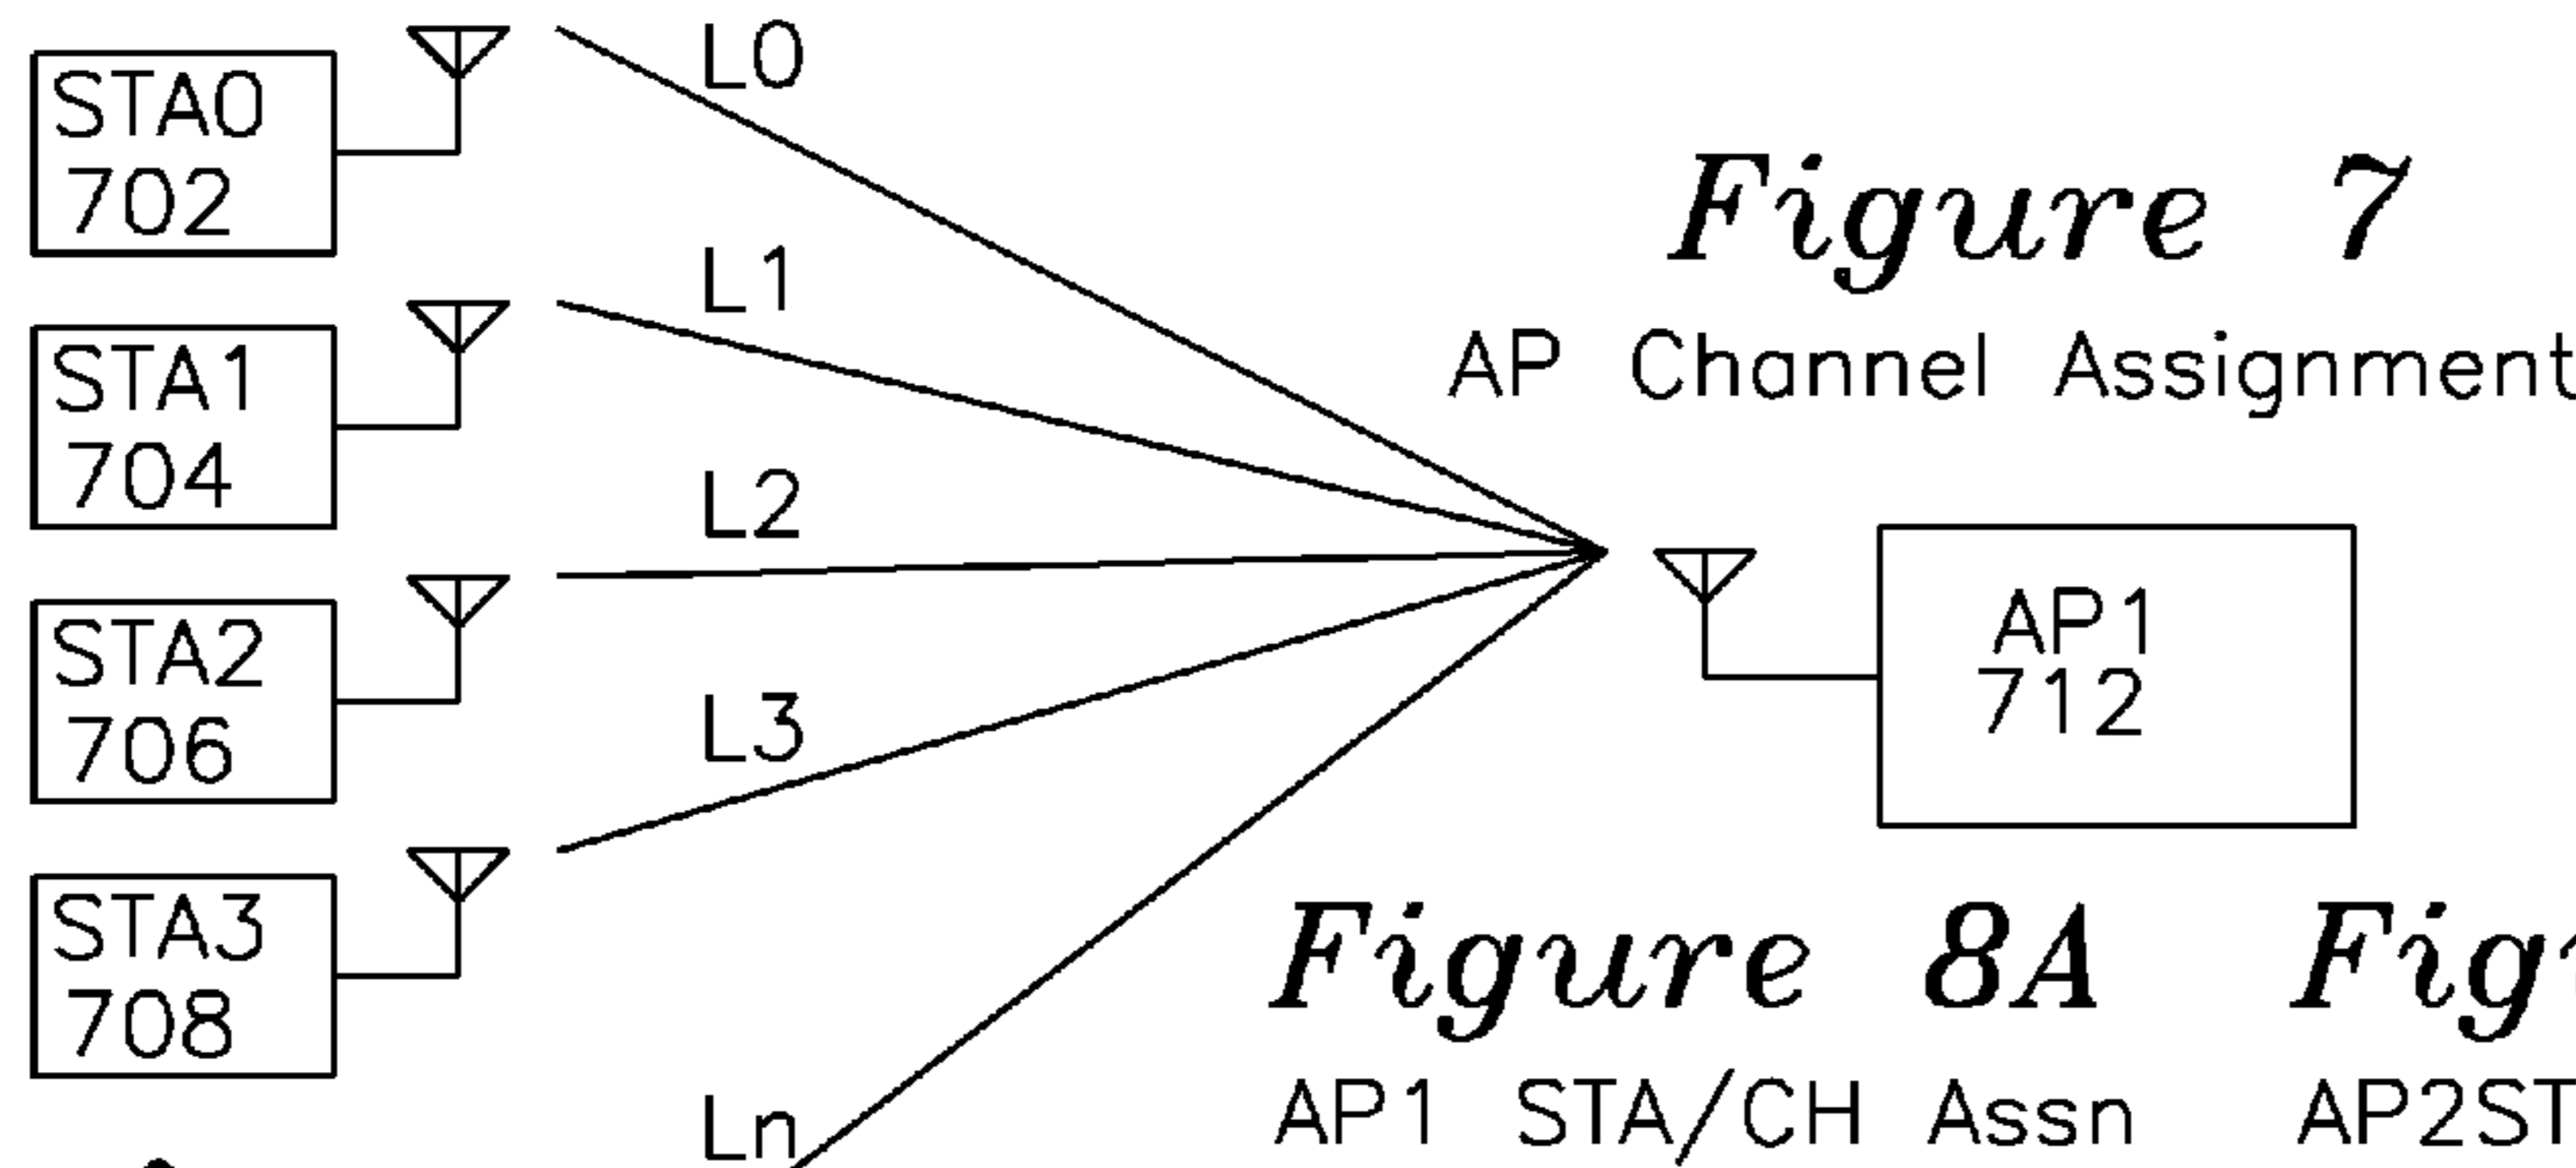 STA0
702
L0
Figure 7
AP Channel Assignment
STA1
704
L1
L2
STA2
706
AP1
712
L3
STA3
708
Figure 8A
AP1 STA/CH Assn
Ln